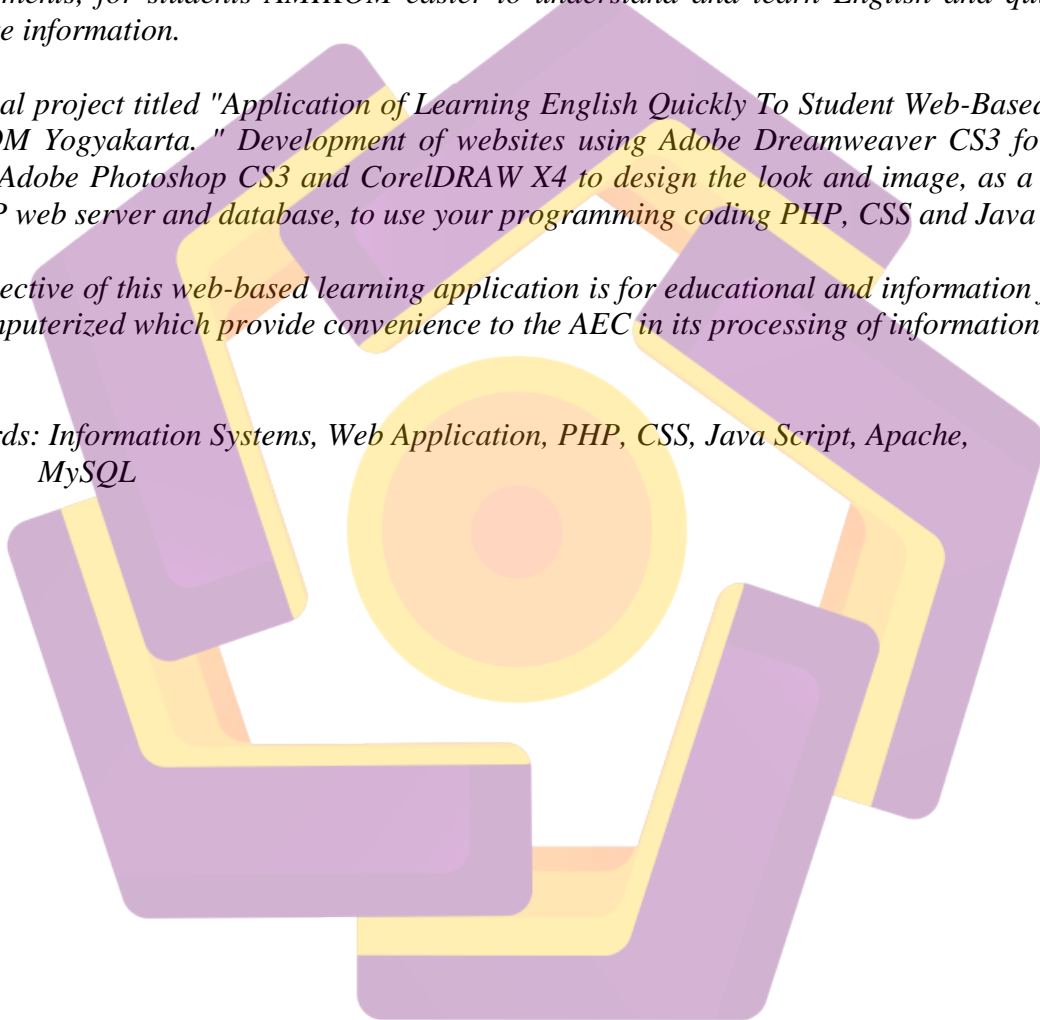 for students AMIKOM easier to understand and learn English and
information.
al project titled "Application of Learning English Quickly To Student Web-Based
OM Yogyakarta. " Development of websites using Adobe Dreamweaver CS3
Adobe Photoshop CS3 and CorelDRAW X4 to design the look and image, as a
P web server and database, to use your programming coding PHP, CSS and Java
ective of this web-based learning application is for educational and information
mputerized which provide convenience to the AEC in its processing of information
rds: Information Systems, Web Application, PHP, CSS, Java Script, Apache,
MySQL